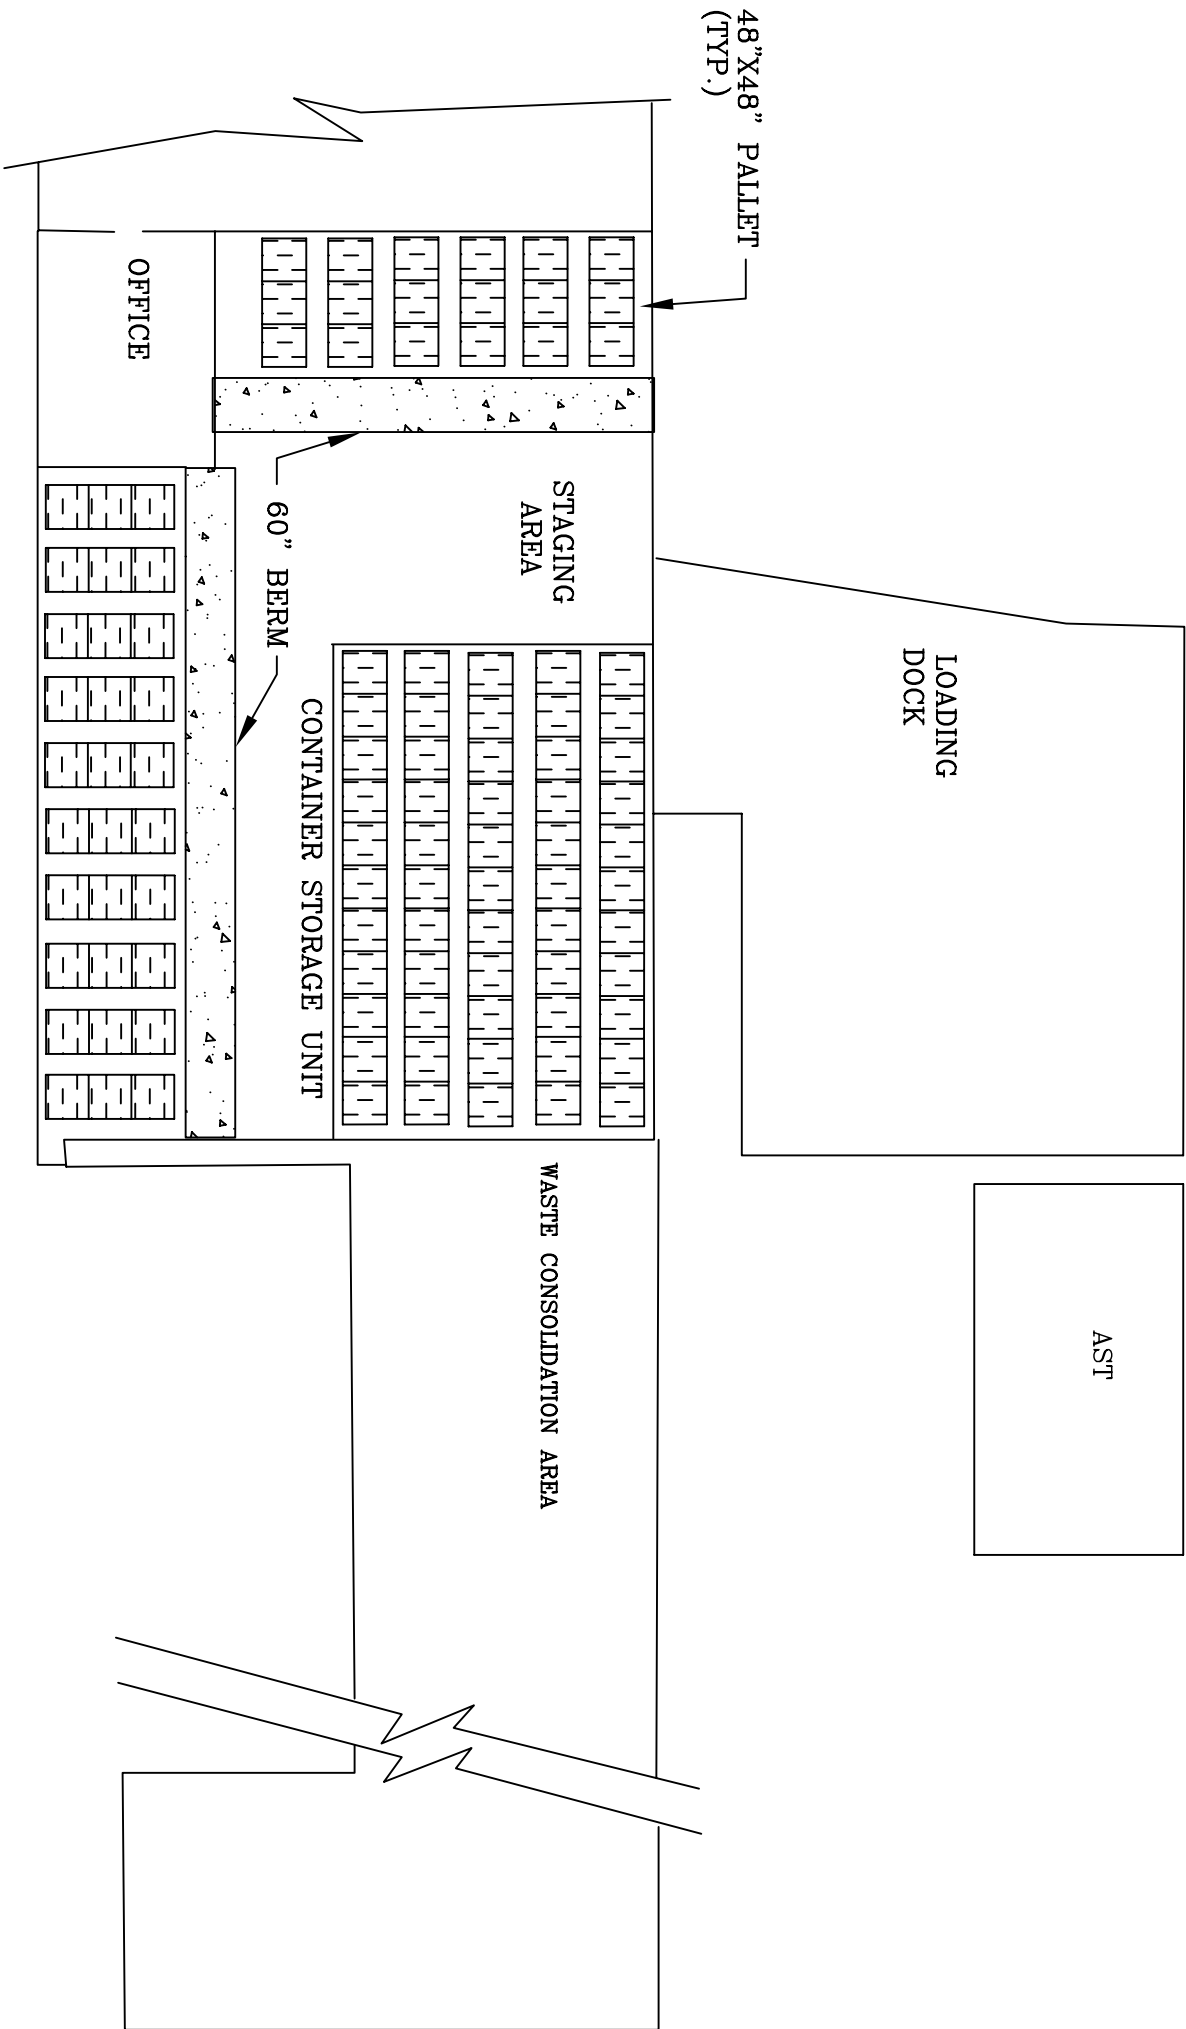 48”X48” PALLET
(TYP.)
OFFICE
STAGING
AREA
60” BERM
LOADING
DOCK
CONTAINER STORAGE UNIT
WASTE CONSOLIDATION AREA
AST